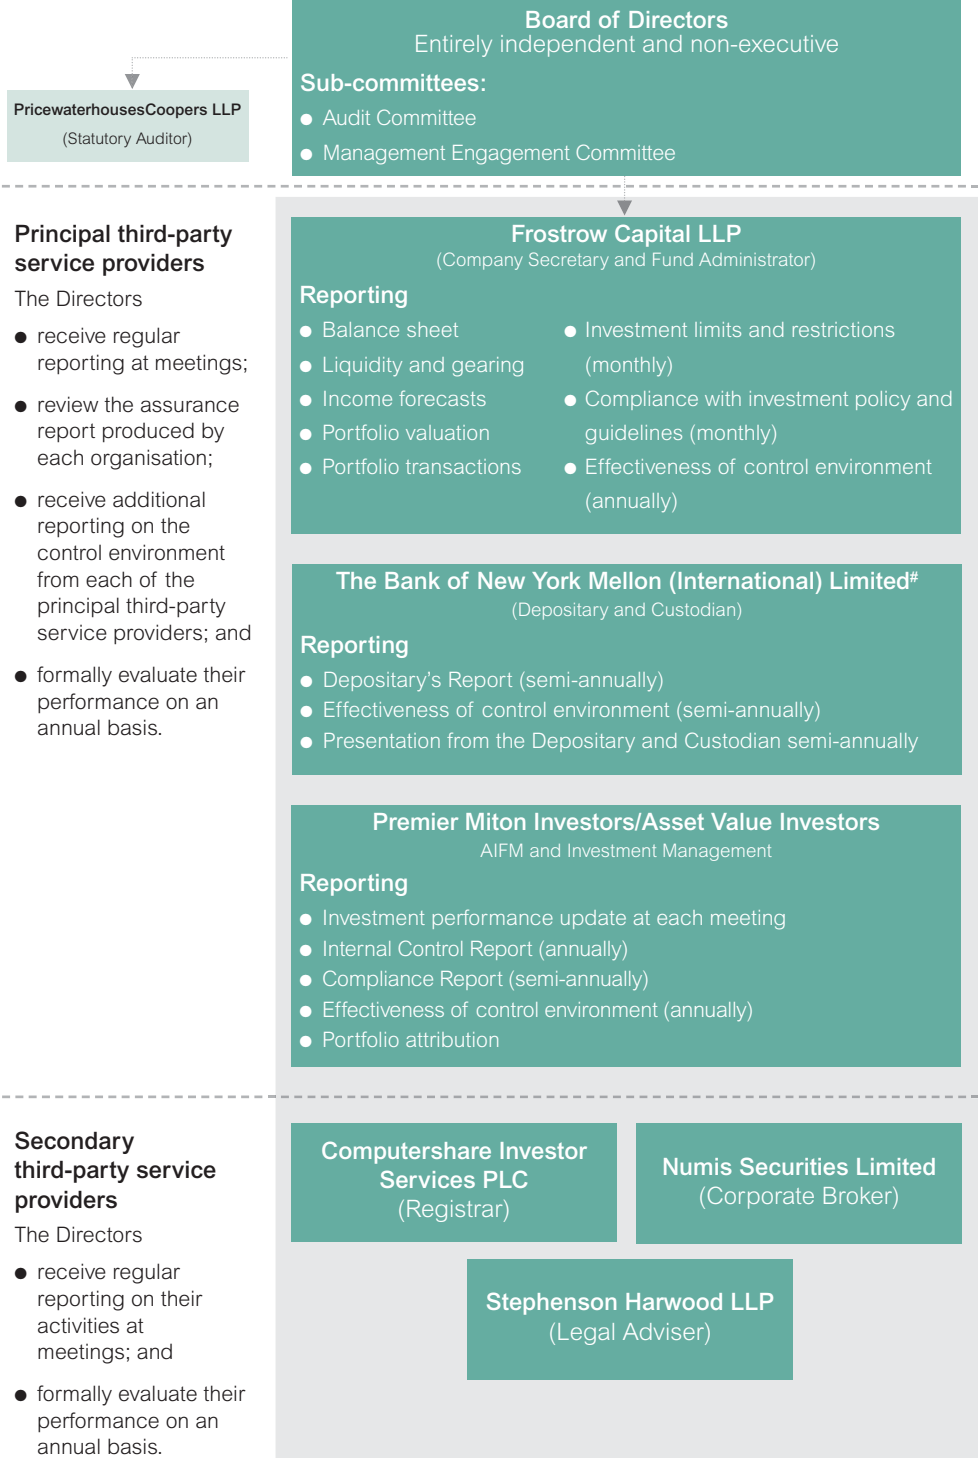 Board of Directors
Entirely independent and non-executive
Sub-committees:
● Audit Committee
● Management Engagement Committee
PricewaterhousesCoopers LLP
(Statutory Auditor)
Principal third-party
service providers
The Directors
● receive regular
reporting at meetings;
● review the assurance
report produced by
each organisation;
● receive additional
reporting on the
control environment
from each of the
principal third-party
service providers; and
● formally evaluate their
performance on an
annual basis.
Frostrow Capital LLP
(Company Secretary and Fund Administrator)
Reporting
● Balance sheet
● Liquidity and gearing
● Income forecasts
● Portfolio valuation
● Portfolio transactions
● Investment limits and restrictions
(monthly)
● Compliance with investment policy and
guidelines (monthly)
● Effectiveness of control environment
(annually)
The Bank of New York Mellon (International) Limited#
(Depositary and Custodian)
Reporting
● Depositary's Report (semi-annually)
● Effectiveness of control environment (semi-annually)
● Presentation from the Depositary and Custodian semi-annually
Premier Miton Investors/Asset Value Investors
AIFM and Investment Management
Reporting
● Investment performance update at each meeting
● Internal Control Report (annually)
● Compliance Report (semi-annually)
● Effectiveness of control environment (annually)
● Portfolio attribution
Secondary
third-party service
providers
The Directors
● receive regular
reporting on their
activities at
meetings; and
● formally evaluate their
performance on an
annual basis.
Computershare Investor
Services PLC
(Registrar)
Numis Securities Limited
(Corporate Broker)
Stephenson Harwood LLP
(Legal Adviser)